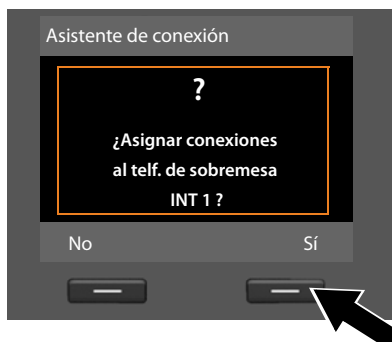 Asistente de conexión
?
¿Asignar conexiones
al telf. de sobremesa
INT 1 ?
No Sí